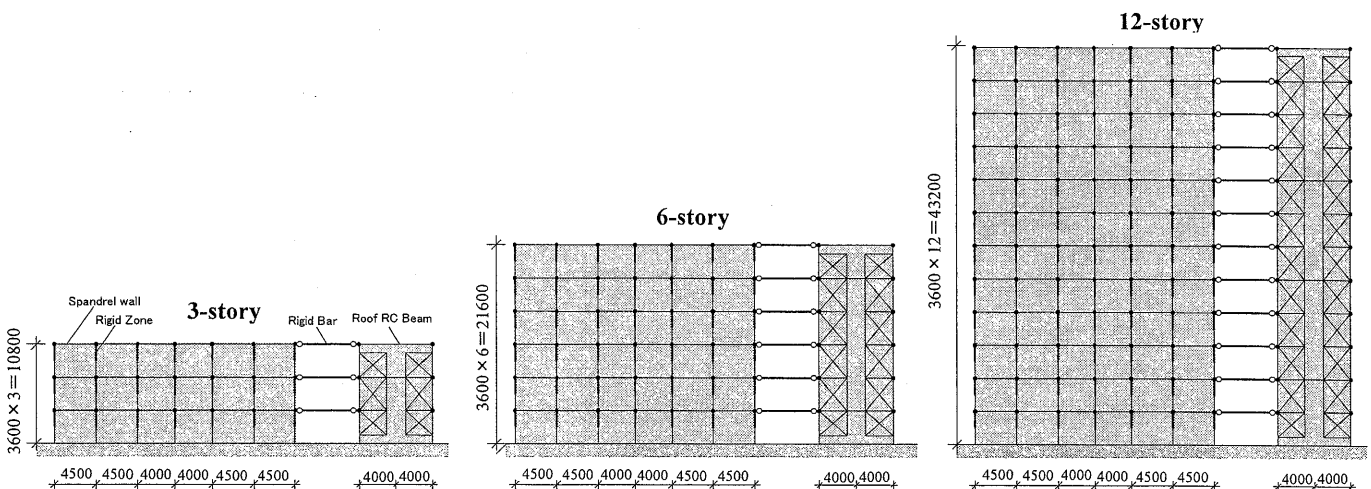 12-story
3600×12=43200
6-story
3600×6=21600
Spandrel wall
Rigid Zone
3-story
Rigid Bar
Roof RC Beam
3600×3=10800
4500 4500 4000 4000 4500 4500 4000 4000
4500 4500 4000 4000 4500 4500 4000 4000
4500 4500 4000 4000 4500 4500 4000 4000